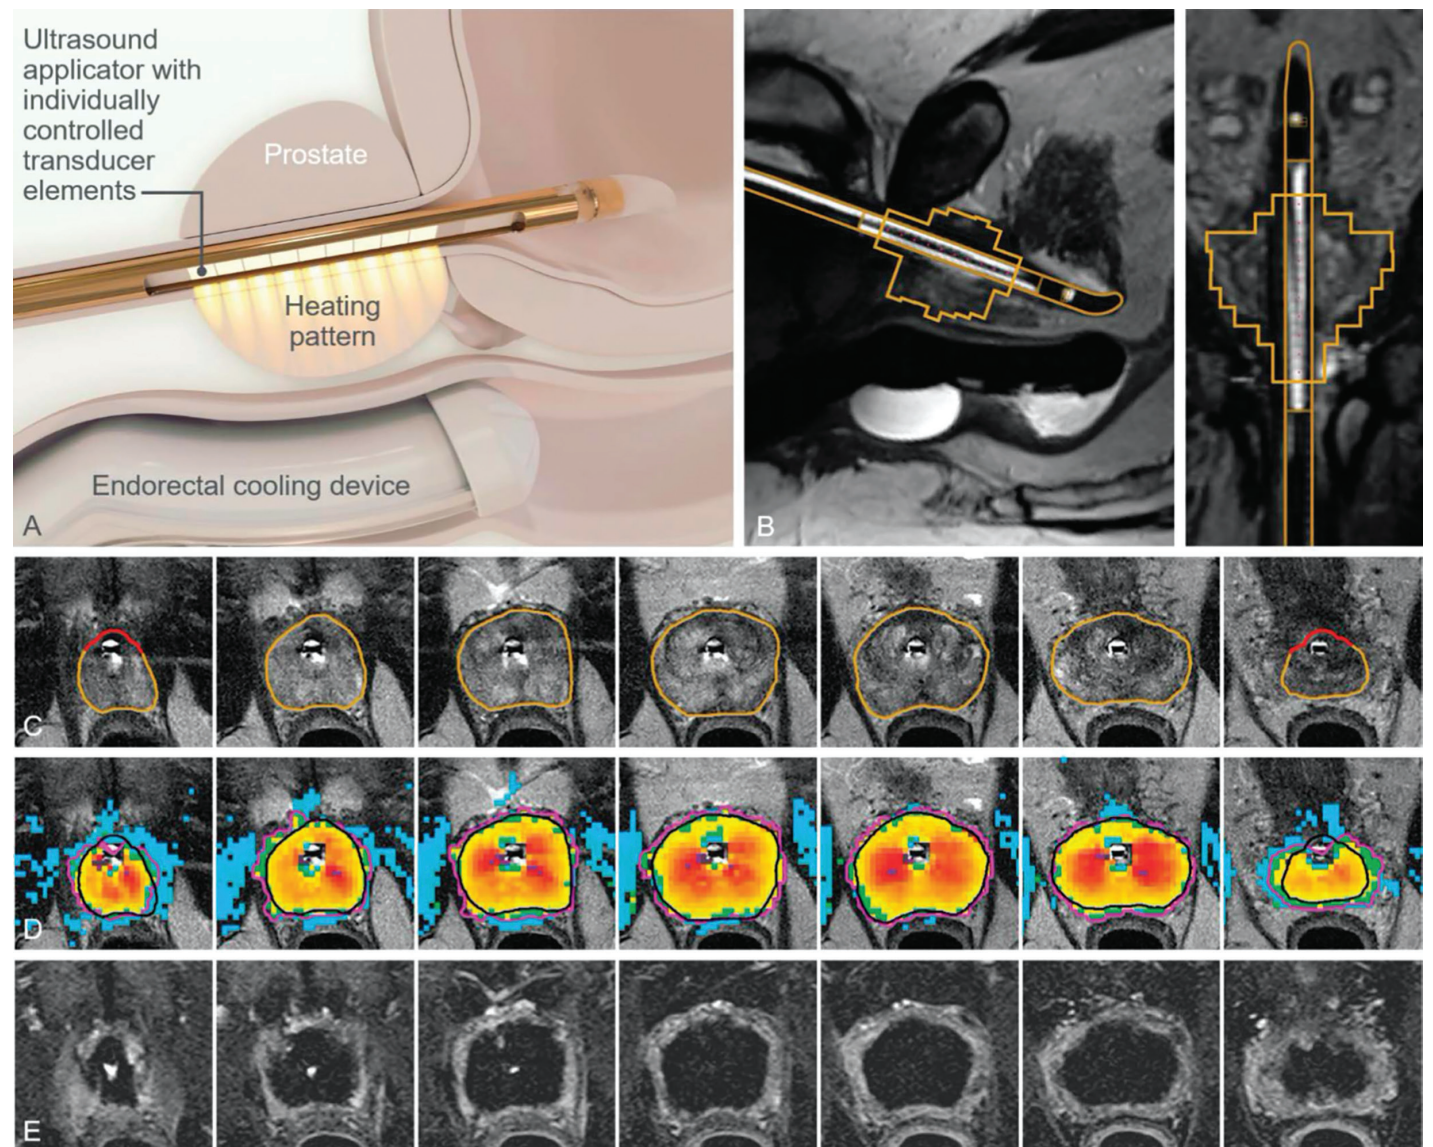 Ultrasound
applicator with
individually
controlled
transducer
elements
Prostate
Heating
pattern
Endorectal cooling device
A
B
C
D
E